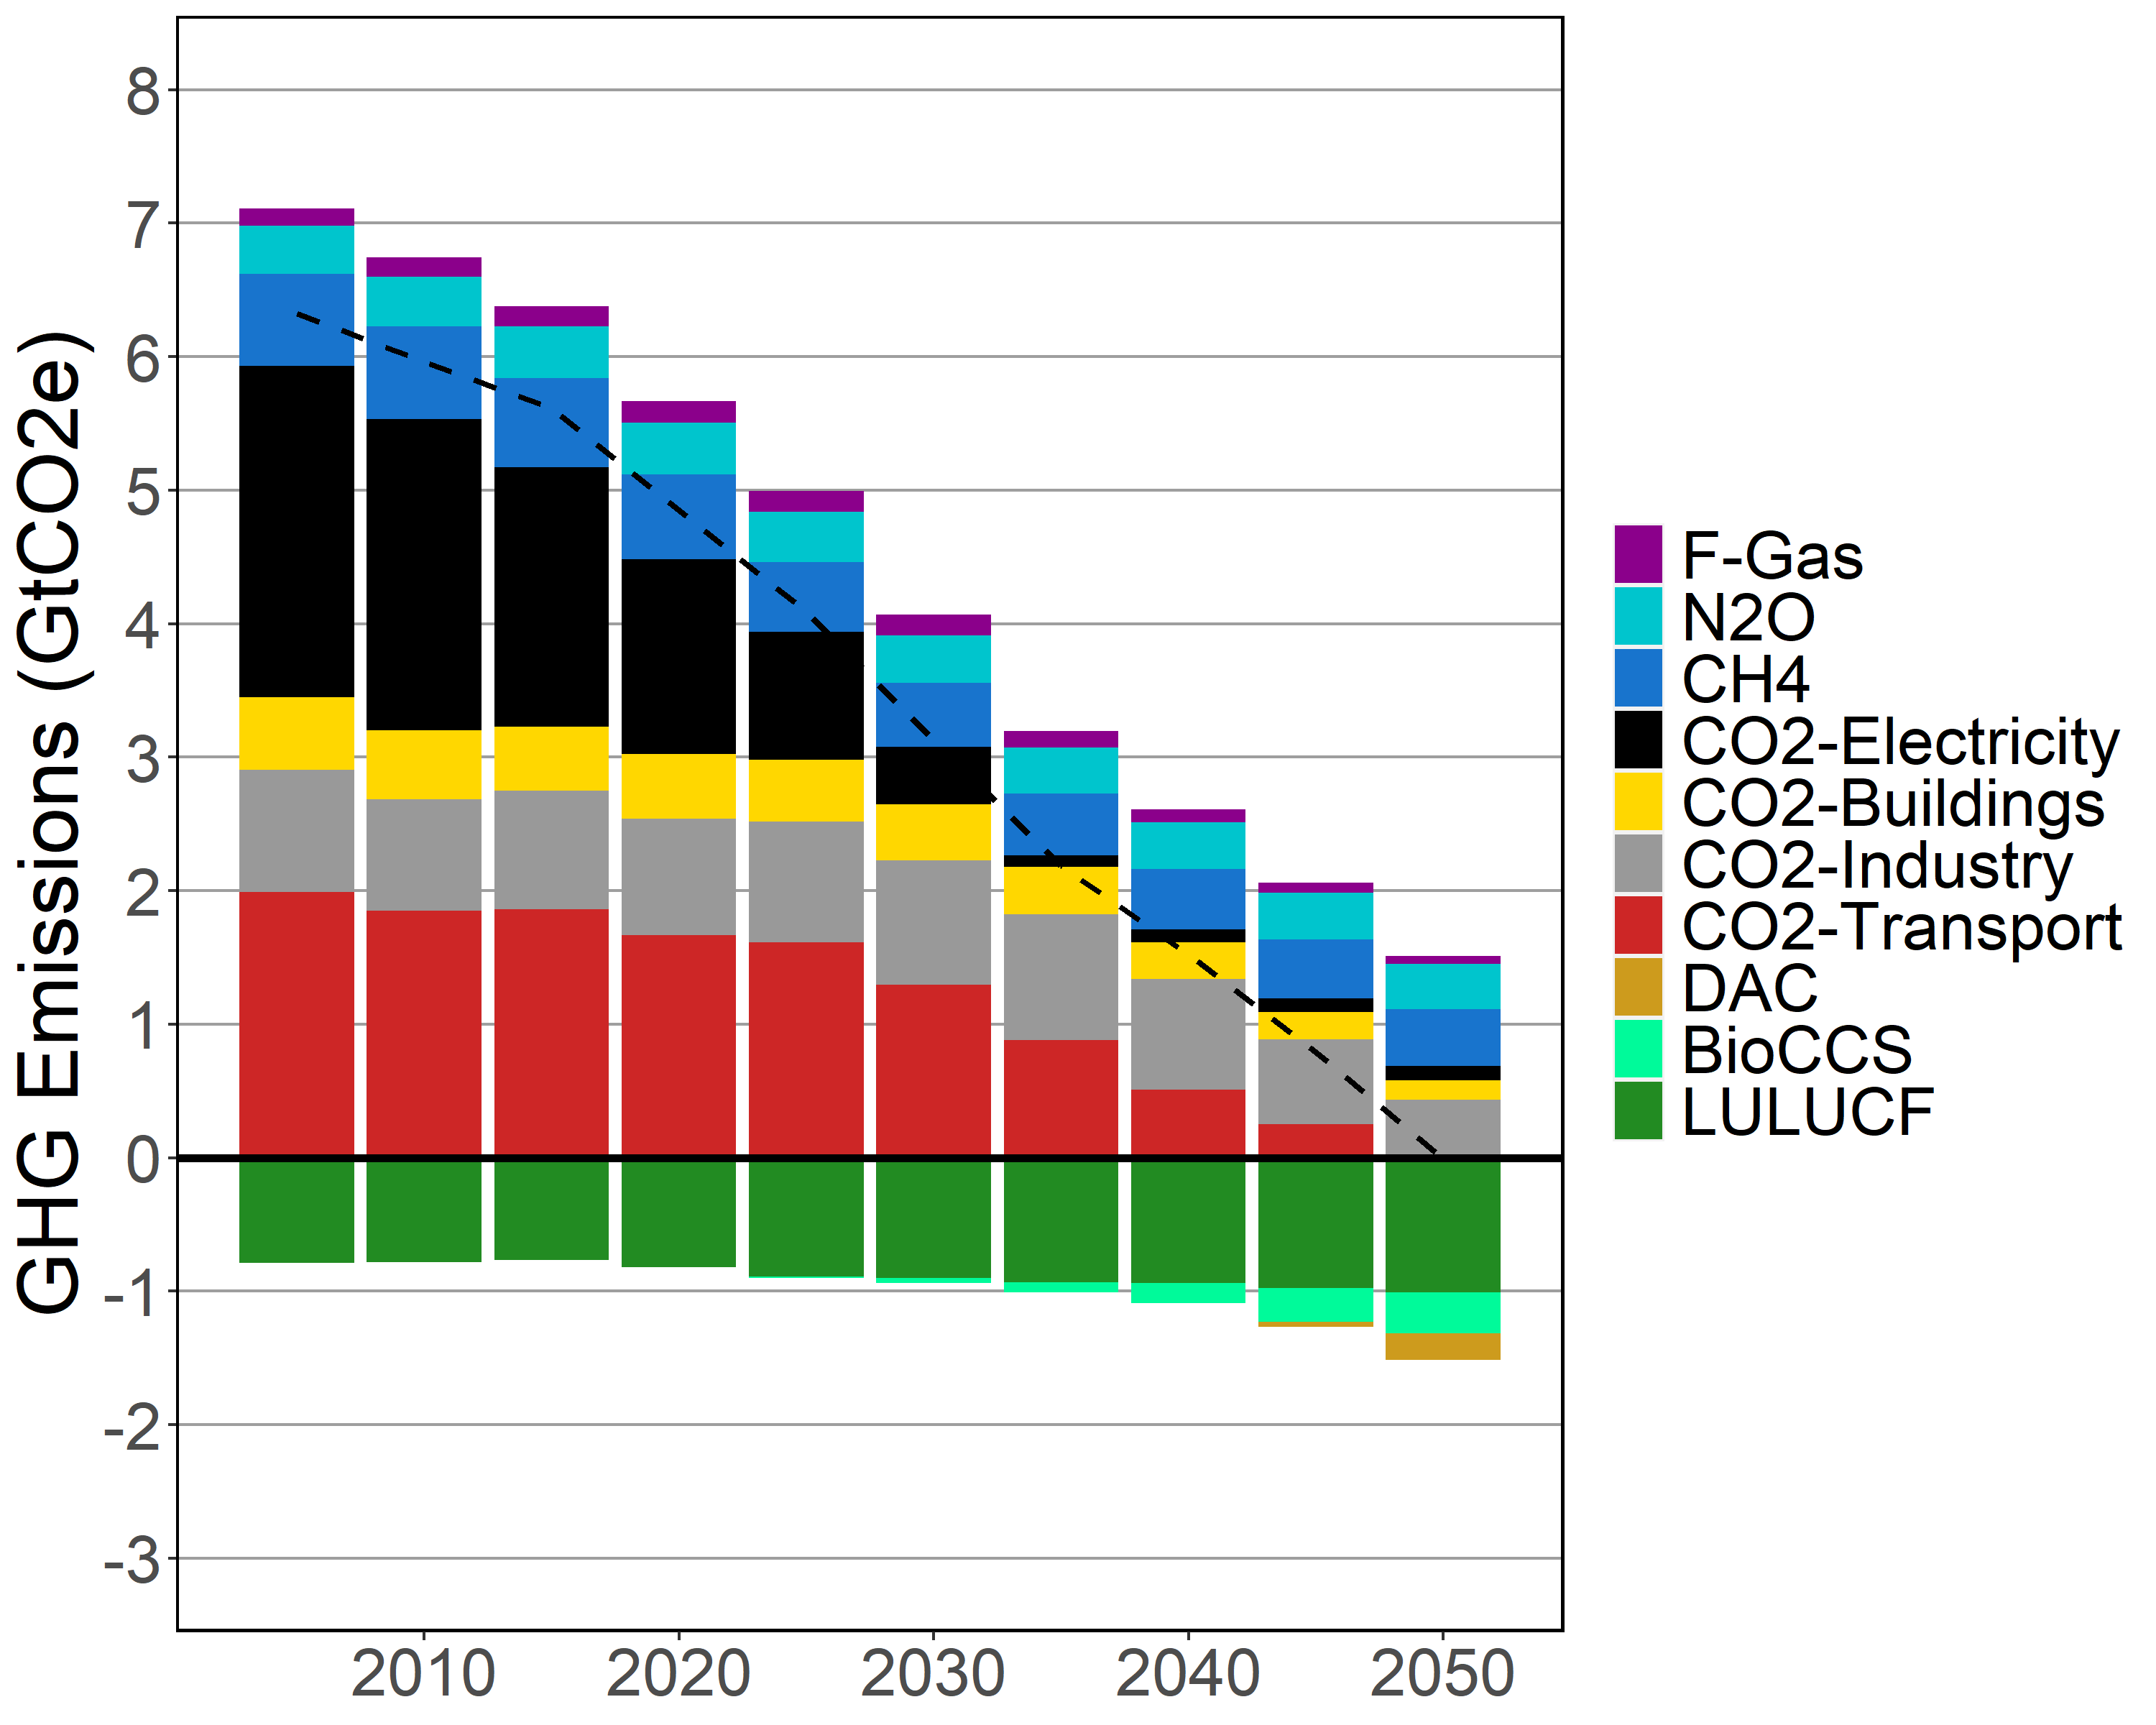 GHG Emissions (GtCO2e)
8
7
6
5
4
3
2
1
0
-1
-2
-3
2010 2020 2030 2040 2050
F-Gas
N2O
CH4
CO2-Electricity
CO2-Buildings
CO2-Industry
CO2-Transport
DAC
BioCCS
LULUCF